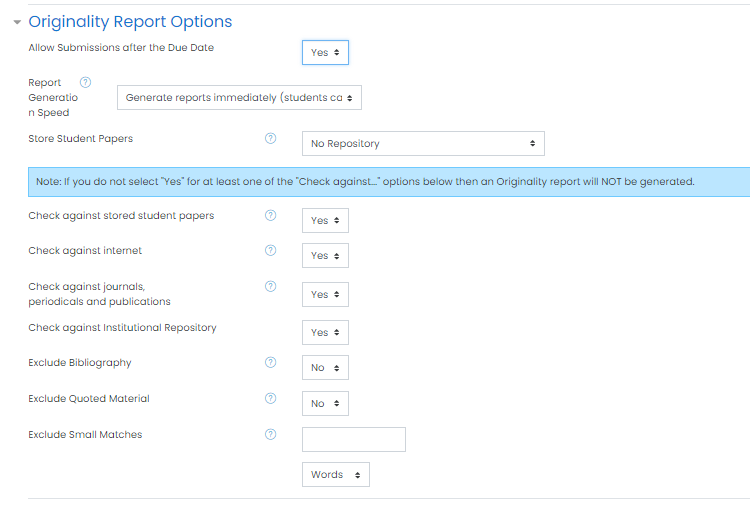 Originality Report Options
Allow Submissions after the Due Date
Yes
Report
Generatio
n Speed
Generate reports immediately (students ca
Store Student Papers
No Repository
Note: If you do not select "Yes" for at least one of the "Check against..." options below then an Originality report will NOT be generated.
Check against stored student papers
Yes
Check against internet
Yes
Check against journals,
periodicals and publications
Yes
Check against Institutional Repository
Yes
Exclude Bibliography
No
Exclude Quoted Material
No
Exclude Small Matches
Words